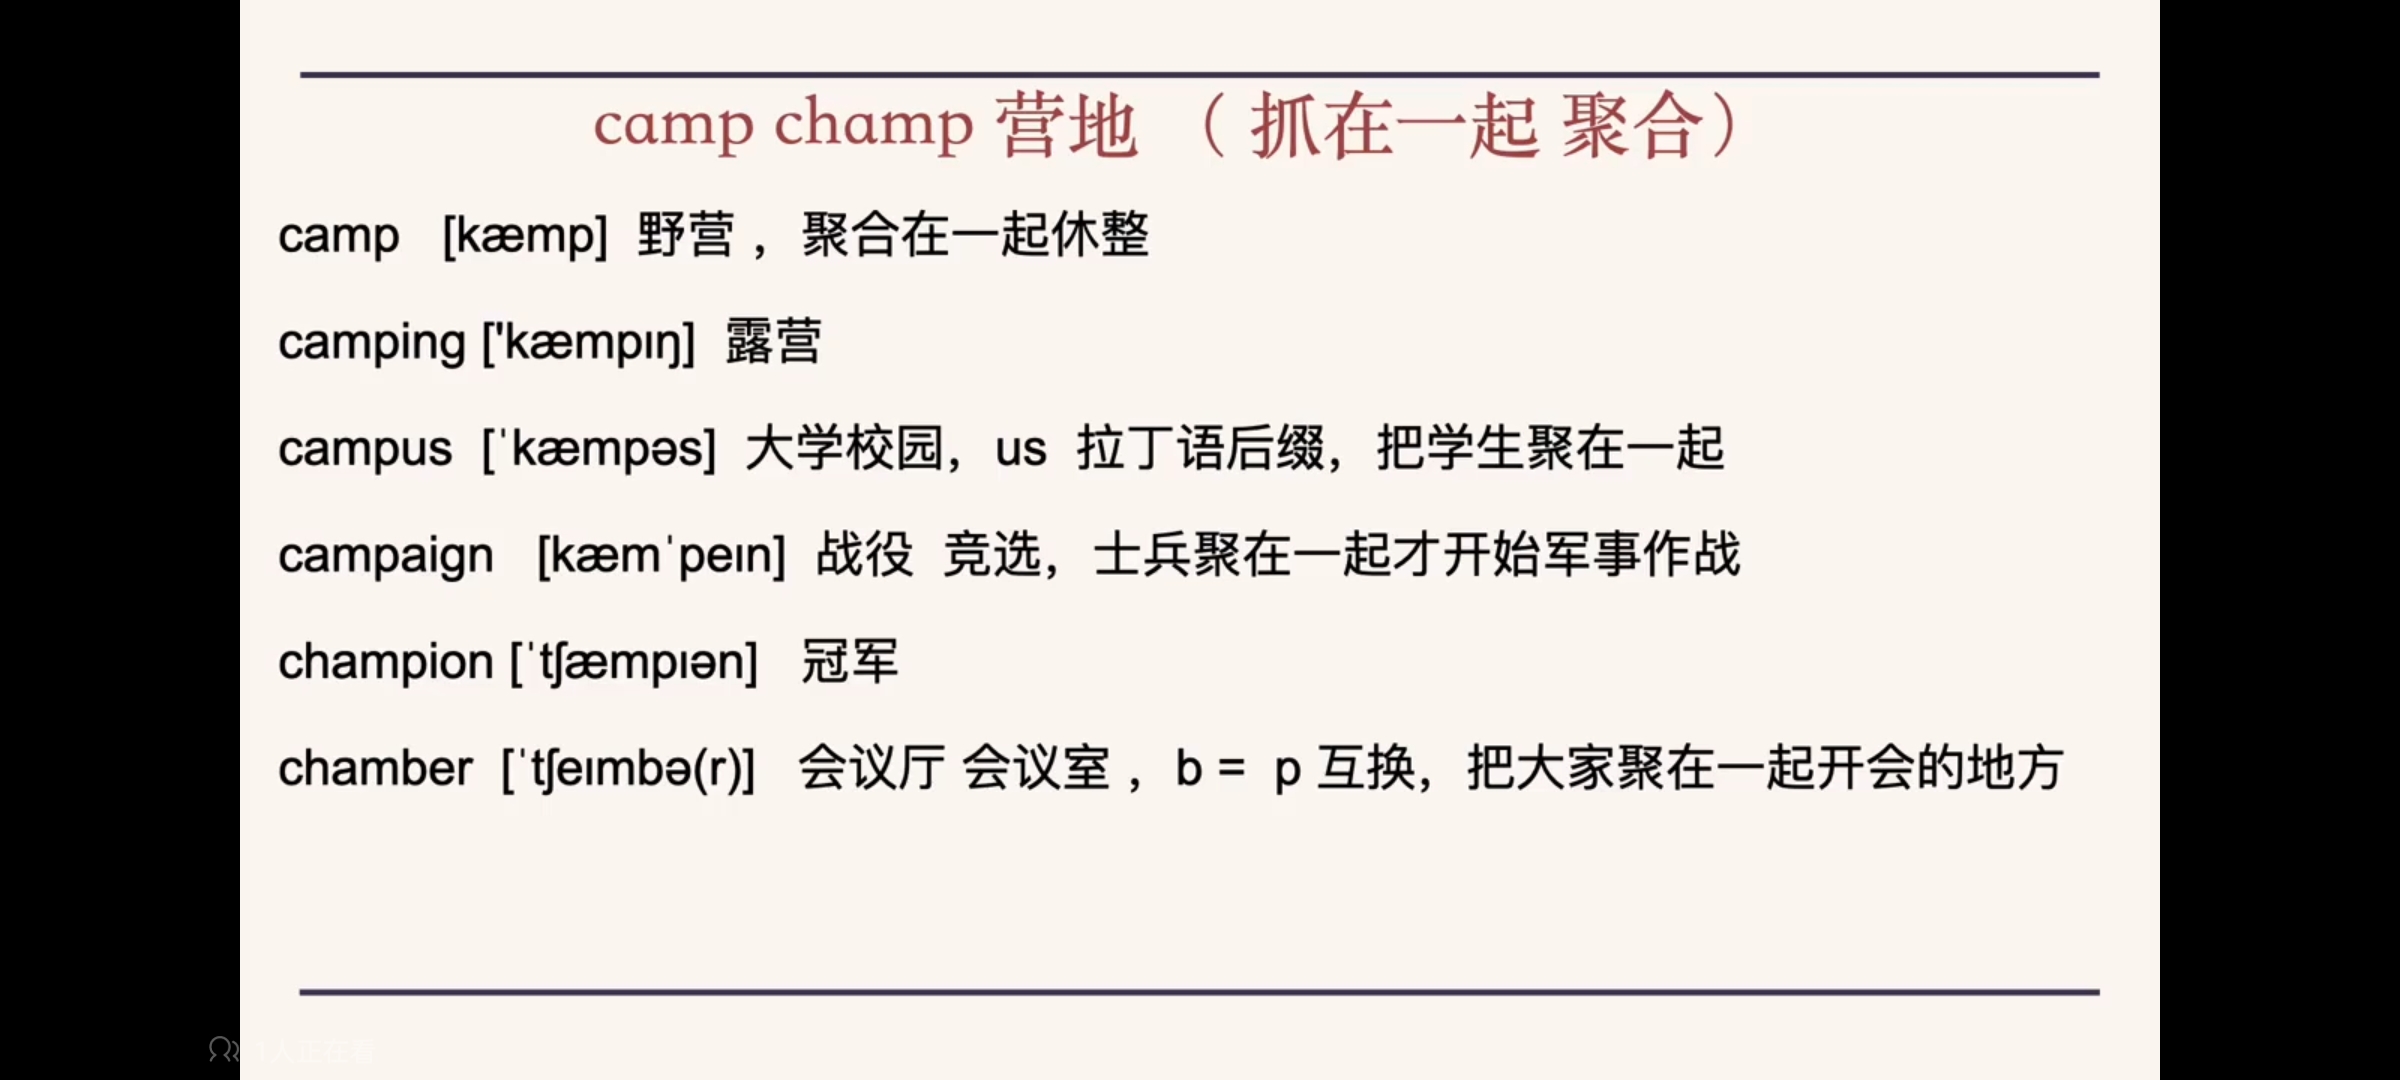 camp champ 营地 （ 抓在一起 聚合）
camp [kæmp] 野营 ，聚合在一起休整
camping ['kæmpıŋ] 露营
campus [ˈkæmpəs] 大学校园，us 拉丁语后缀，把学生聚在一起
campaign [kæmˈpeın] 战役 竞选，士兵聚在一起才开始军事作战
champion [ˈtʃæmpıən] 冠军
chamber [ˈtʃeımbə(r)] 会议厅 会议室 ，b = p 互换，把大家聚在一起开会的地方
1人正在看